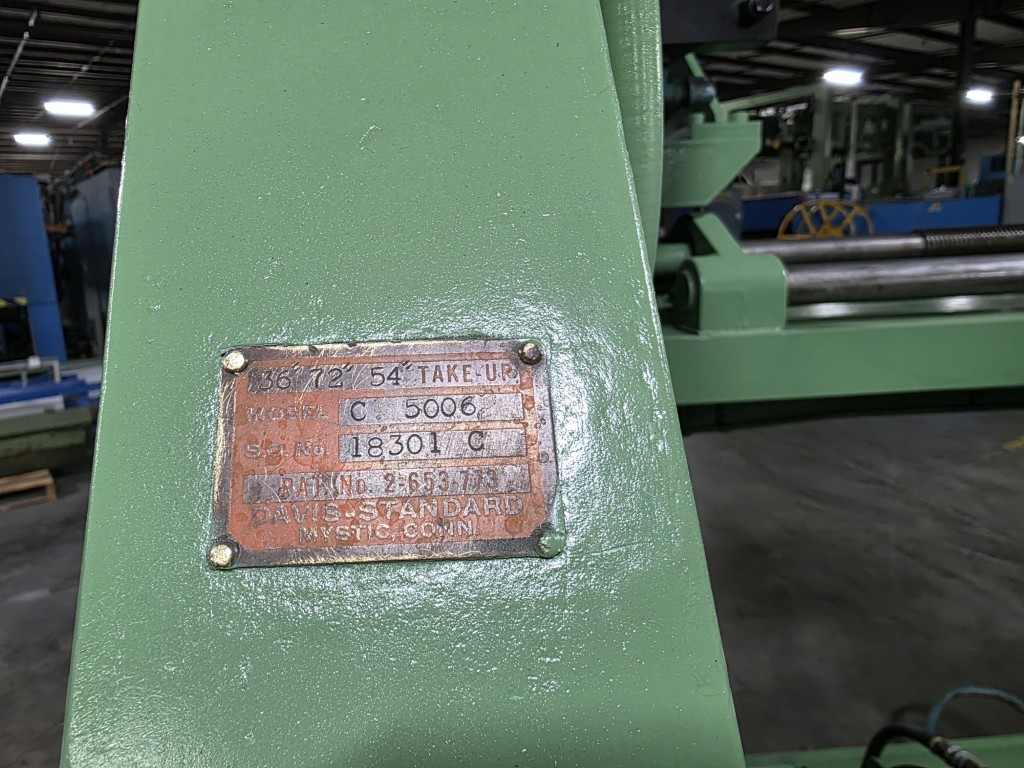 36" 72" 54" TAKE-UP
MODEL C 5006
S.O. No. 18301 C
PAT. No. 2-653-773
DAVIS-STANDARD
MYSTIC, CONN.